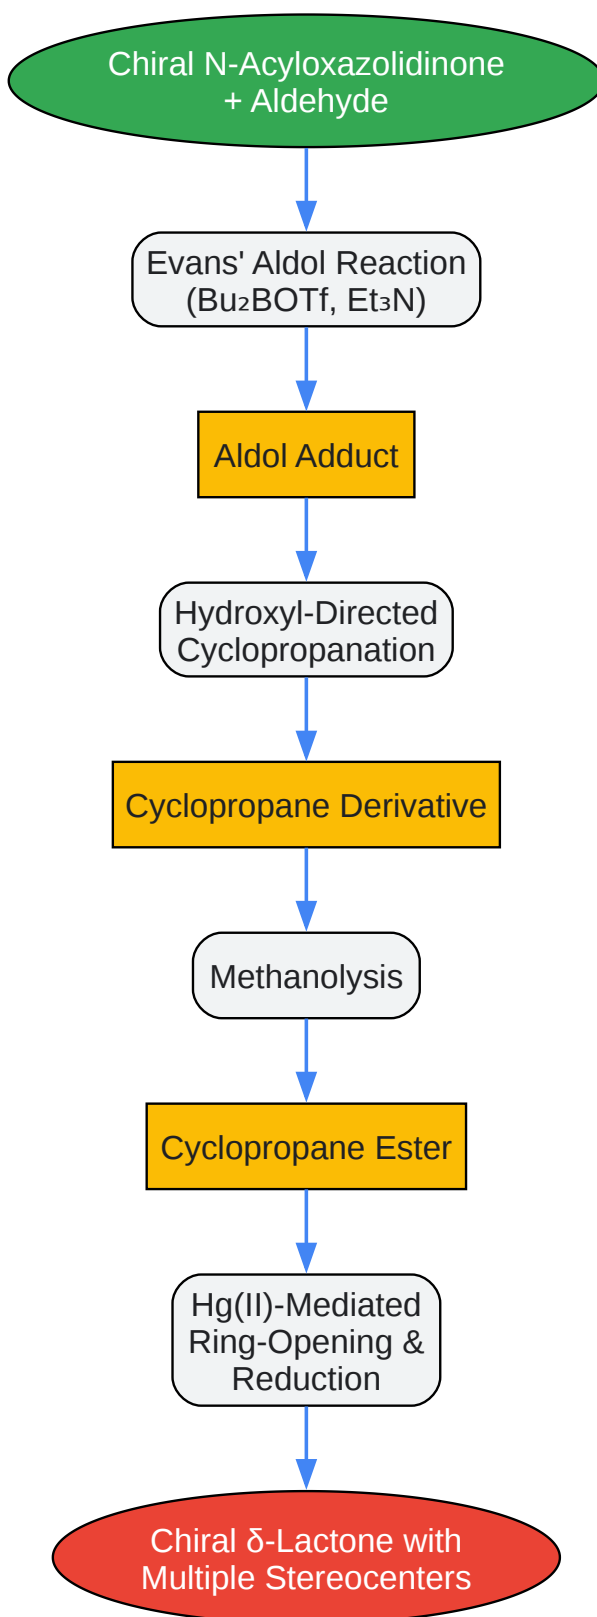 Chiral N-Acyloxazolidinone
+ Aldehyde
Evans' Aldol Reaction
(Bu₂BOTf, Et₃N)
Aldol Adduct
Hydroxyl-Directed
Cyclopropanation
Cyclopropane Derivative
Methanolysis
Cyclopropane Ester
Hg(II)-Mediated
Ring-Opening &
Reduction
Chiral δ-Lactone with
Multiple Stereocenters